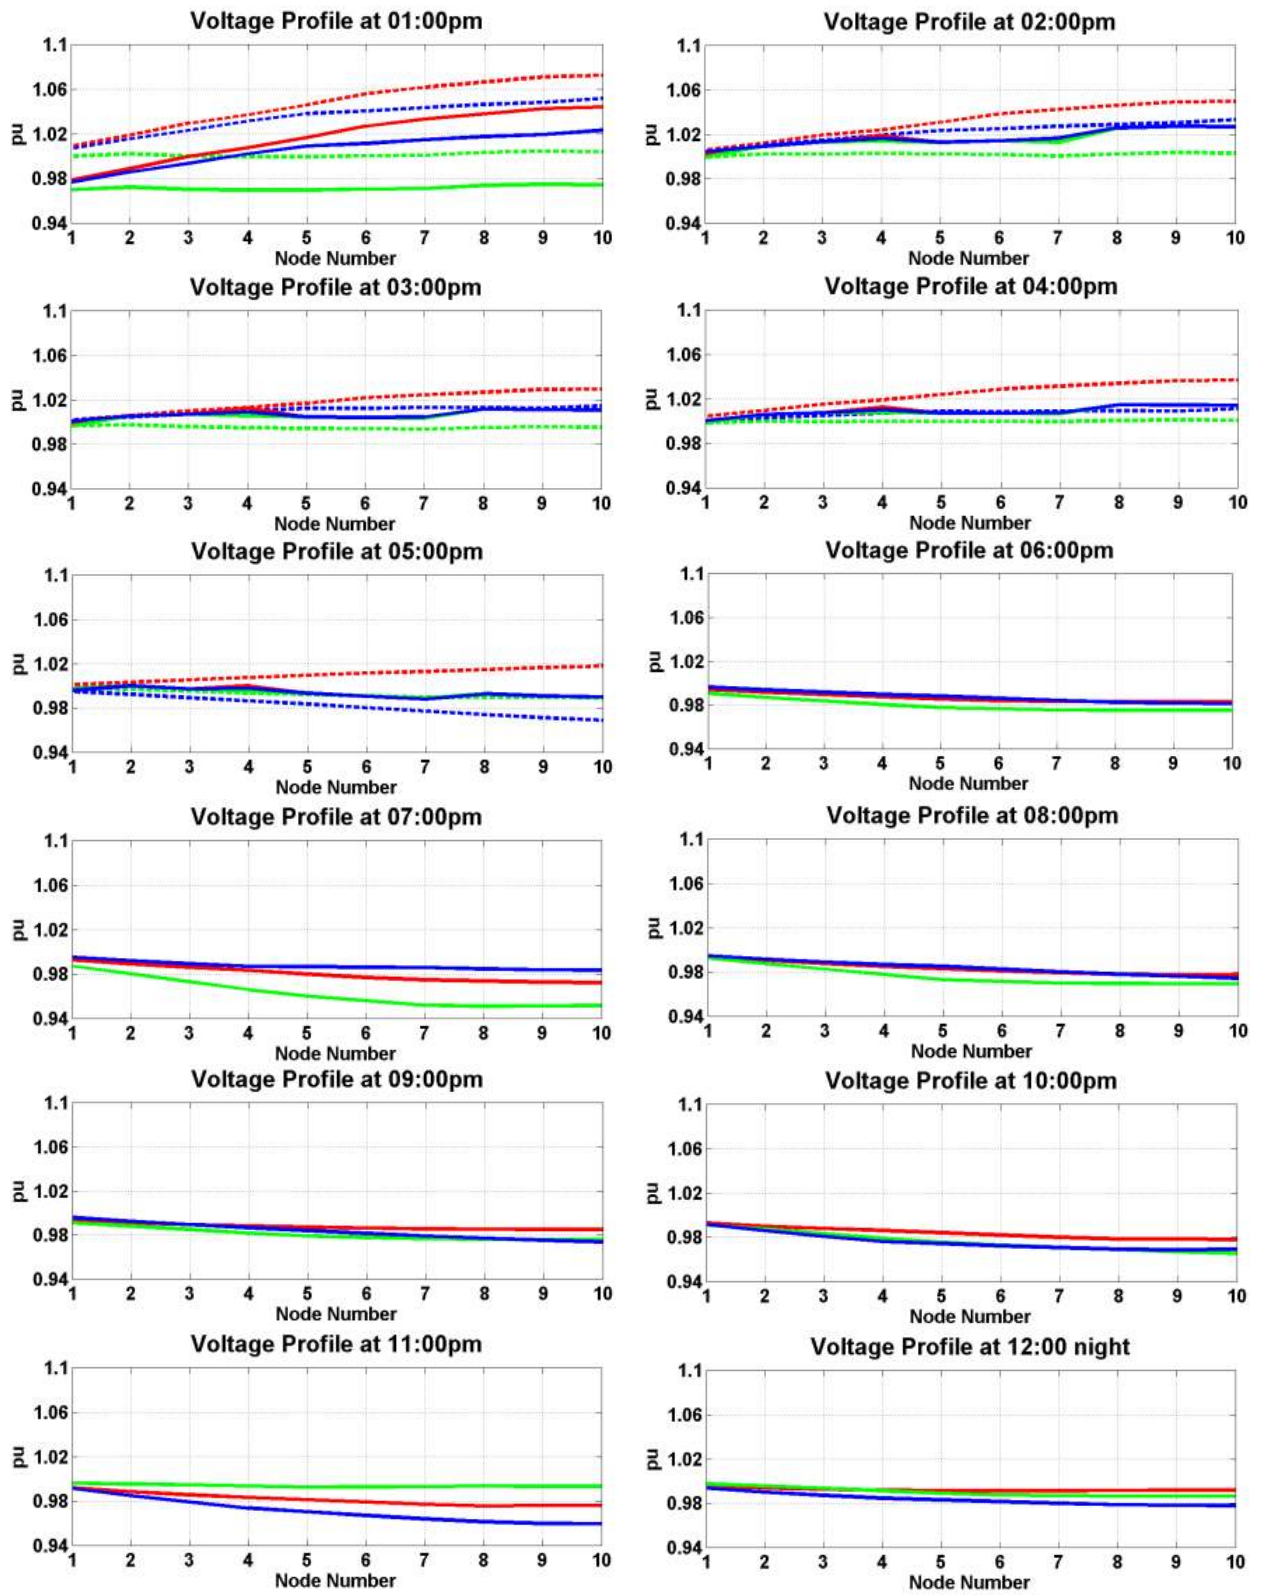 Voltage Profile at 01:00pm
1.1
1.06
1.02
0.98
0.94
pu
1 2 3 4 5 6 7 8 9 10
Node Number
Voltage Profile at 02:00pm
1.1
1.06
1.02
0.98
0.94
pu
1 2 3 4 5 6 7 8 9 10
Node Number
Voltage Profile at 03:00pm
1.1
1.06
1.02
0.98
0.94
pu
1 2 3 4 5 6 7 8 9 10
Node Number
Voltage Profile at 04:00pm
1.1
1.06
1.02
0.98
0.94
pu
1 2 3 4 5 6 7 8 9 10
Node Number
Voltage Profile at 05:00pm
1.1
1.06
1.02
0.98
0.94
pu
1 2 3 4 5 6 7 8 9 10
Node Number
Voltage Profile at 06:00pm
1.1
1.06
1.02
0.98
0.94
pu
1 2 3 4 5 6 7 8 9 10
Node Number
Voltage Profile at 07:00pm
1.1
1.06
1.02
0.98
0.94
pu
1 2 3 4 5 6 7 8 9 10
Node Number
Voltage Profile at 08:00pm
1.1
1.06
1.02
0.98
0.94
pu
1 2 3 4 5 6 7 8 9 10
Node Number
Voltage Profile at 09:00pm
1.1
1.06
1.02
0.98
0.94
pu
1 2 3 4 5 6 7 8 9 10
Node Number
Voltage Profile at 10:00pm
1.1
1.06
1.02
0.98
0.94
pu
1 2 3 4 5 6 7 8 9 10
Node Number
Voltage Profile at 11:00pm
1.1
1.06
1.02
0.98
0.94
pu
1 2 3 4 5 6 7 8 9 10
Node Number
Voltage Profile at 12:00 night
1.1
1.06
1.02
0.98
0.94
pu
1 2 3 4 5 6 7 8 9 10
Node Number